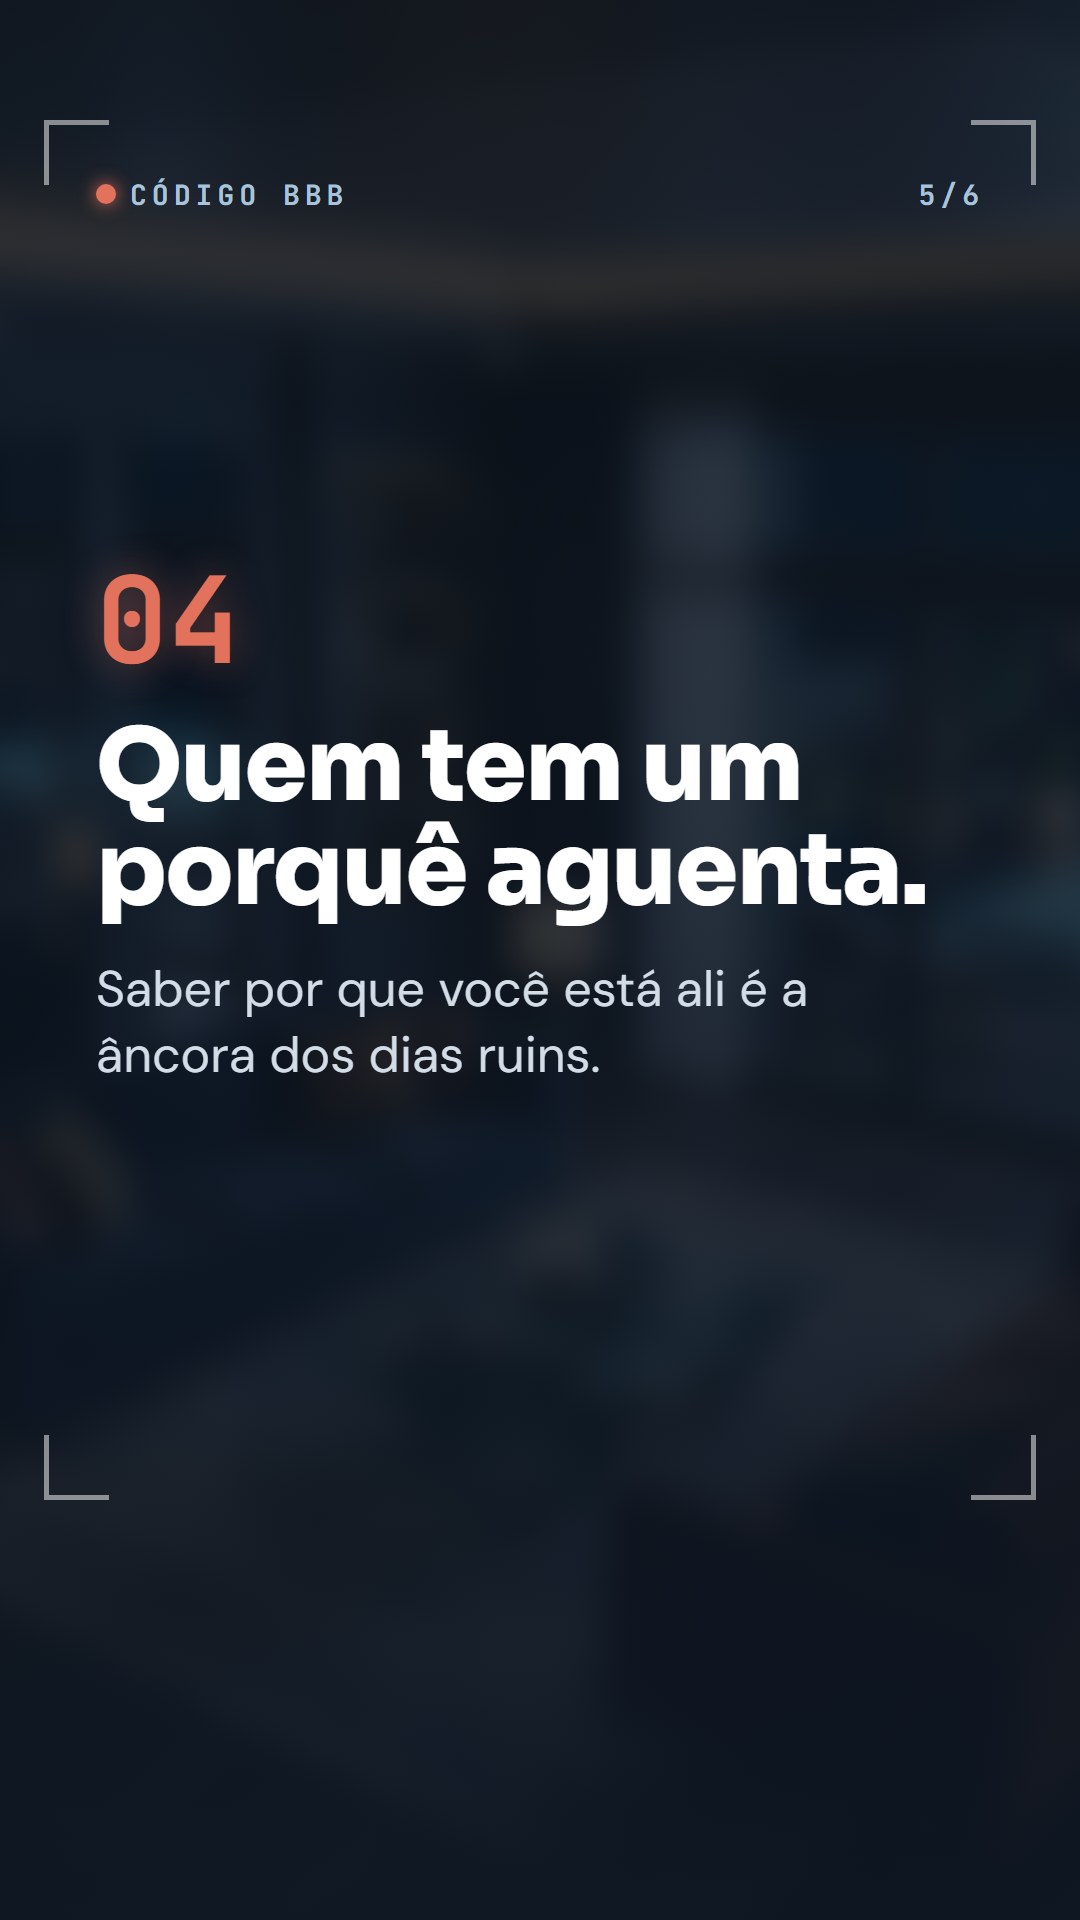 CÓDIGO BBB
5/6
04
Quem tem um
porquê aguenta.
Saber por que você está ali é a
âncora dos dias ruins.